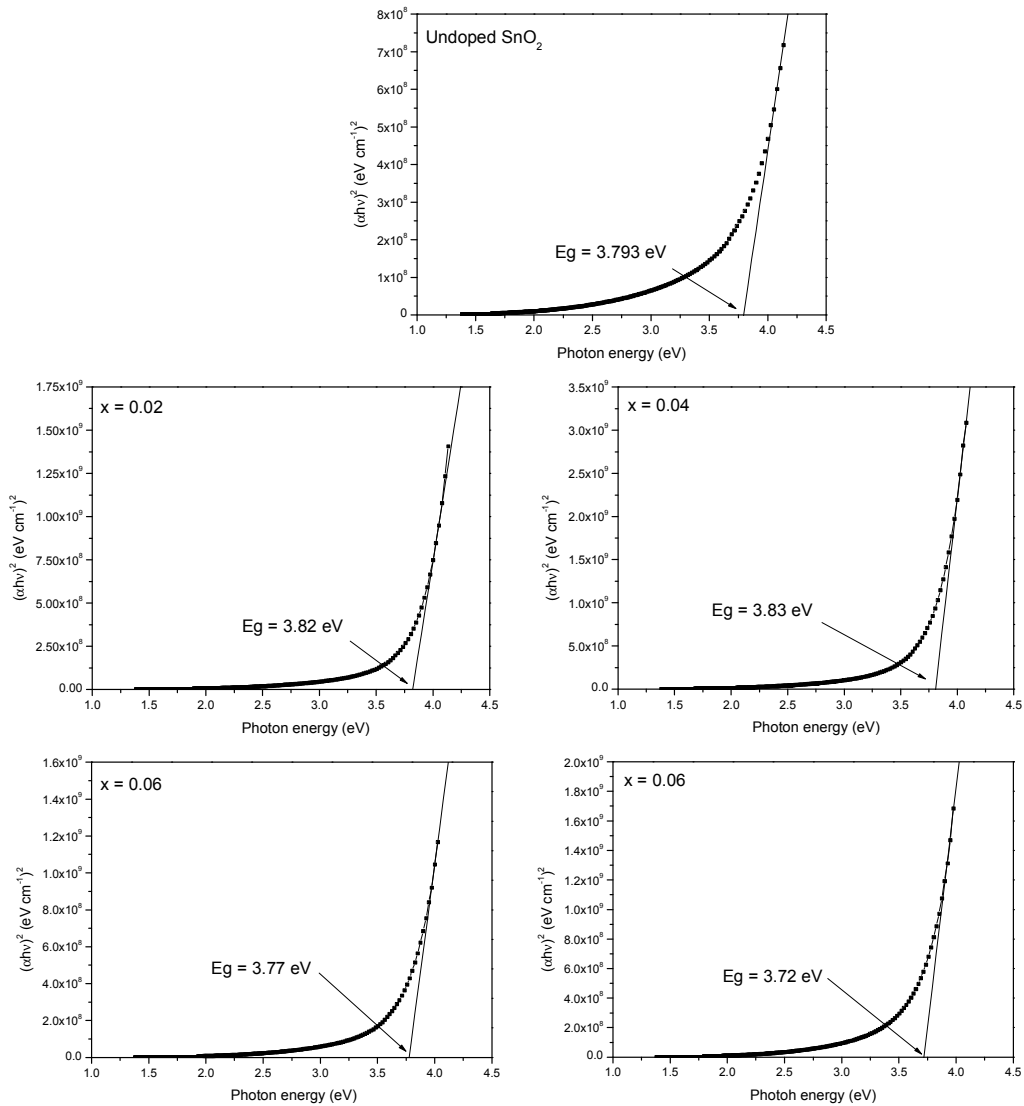 Undoped SnO₂
(αhν)² (eV cm⁻¹)²
8x10⁸
7x10⁸
6x10⁸
5x10⁸
4x10⁸
3x10⁸
2x10⁸
1x10⁸
0
Eg = 3.793 eV
1.0 1.5 2.0 2.5 3.0 3.5 4.0 4.5
Photon energy (eV)
x = 0.02
(αhν)² (eV cm⁻¹)²
1.75x10⁹
1.50x10⁹
1.25x10⁹
1.00x10⁹
7.50x10⁸
5.00x10⁸
2.50x10⁸
0.00
Eg = 3.82 eV
1.0 1.5 2.0 2.5 3.0 3.5 4.0 4.5
Photon energy (eV)
x = 0.04
(αhν)² (eV cm⁻¹)²
3.5x10⁹
3.0x10⁹
2.5x10⁹
2.0x10⁹
1.5x10⁹
1.0x10⁹
5.0x10⁸
0.0
Eg = 3.83 eV
1.0 1.5 2.0 2.5 3.0 3.5 4.0 4.5
Photon energy (eV)
x = 0.06
(αhν)² (eV cm⁻¹)²
1.6x10⁹
1.4x10⁹
1.2x10⁹
1.0x10⁹
8.0x10⁸
6.0x10⁸
4.0x10⁸
2.0x10⁸
0.0
Eg = 3.77 eV
1.0 1.5 2.0 2.5 3.0 3.5 4.0 4.5
Photon energy (eV)
x = 0.06
(αhν)² (eV cm⁻¹)²
2.0x10⁹
1.8x10⁹
1.6x10⁹
1.4x10⁹
1.2x10⁹
1.0x10⁹
8.0x10⁸
6.0x10⁸
4.0x10⁸
2.0x10⁸
0.0
Eg = 3.72 eV
1.0 1.5 2.0 2.5 3.0 3.5 4.0 4.5
Photon energy (eV)